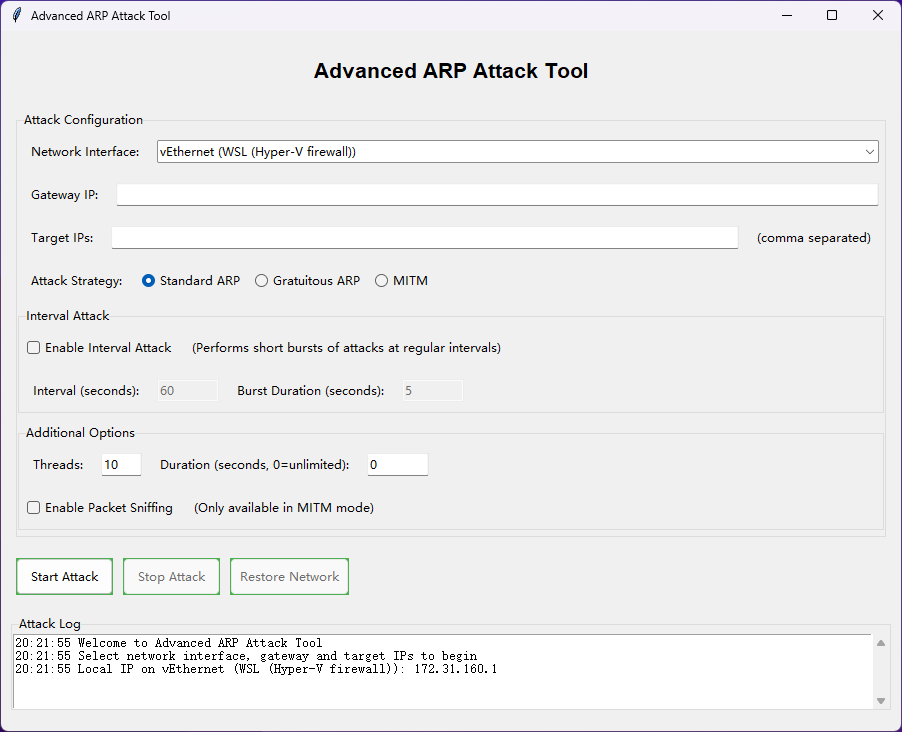 Advanced ARP Attack Tool
Advanced ARP Attack Tool
Attack Configuration
Network Interface: vEthernet (WSL (Hyper-V firewall))
Gateway IP:
Target IPs: (comma separated)
Attack Strategy: Standard ARP Gratuitous ARP MITM
Interval Attack
Enable Interval Attack (Performs short bursts of attacks at regular intervals)
Interval (seconds): 60 Burst Duration (seconds): 5
Additional Options
Threads: 10 Duration (seconds, 0=unlimited): 0
Enable Packet Sniffing (Only available in MITM mode)
Start Attack Stop Attack Restore Network
Attack Log
20:21:55 Welcome to Advanced ARP Attack Tool
20:21:55 Select network interface, gateway and target IPs to begin
20:21:55 Local IP on vEthernet (WSL (Hyper-V firewall)): 172.31.160.1